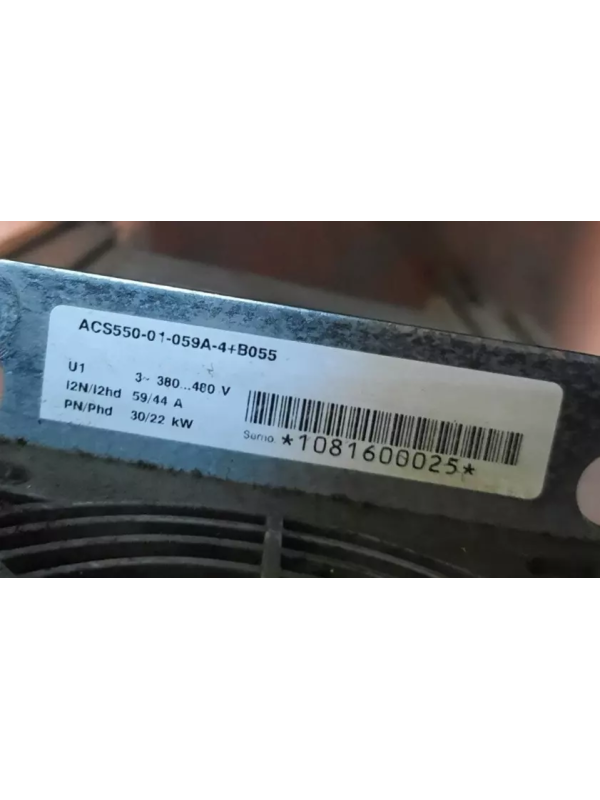 ACS550-01-059A-4+B055
U1 3~ 380...480 V
I2N/I2hd 59/44 A
PN/Phd 30/22 kW
Serno. *1081600025*